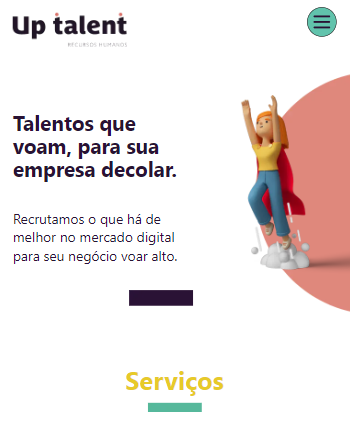 Up talent
RECURSOS HUMANOS
Talentos que
voam, para sua
empresa decolar.
Recrutamos o que há de
melhor no mercado digital
para seu negócio voar alto.
Serviços